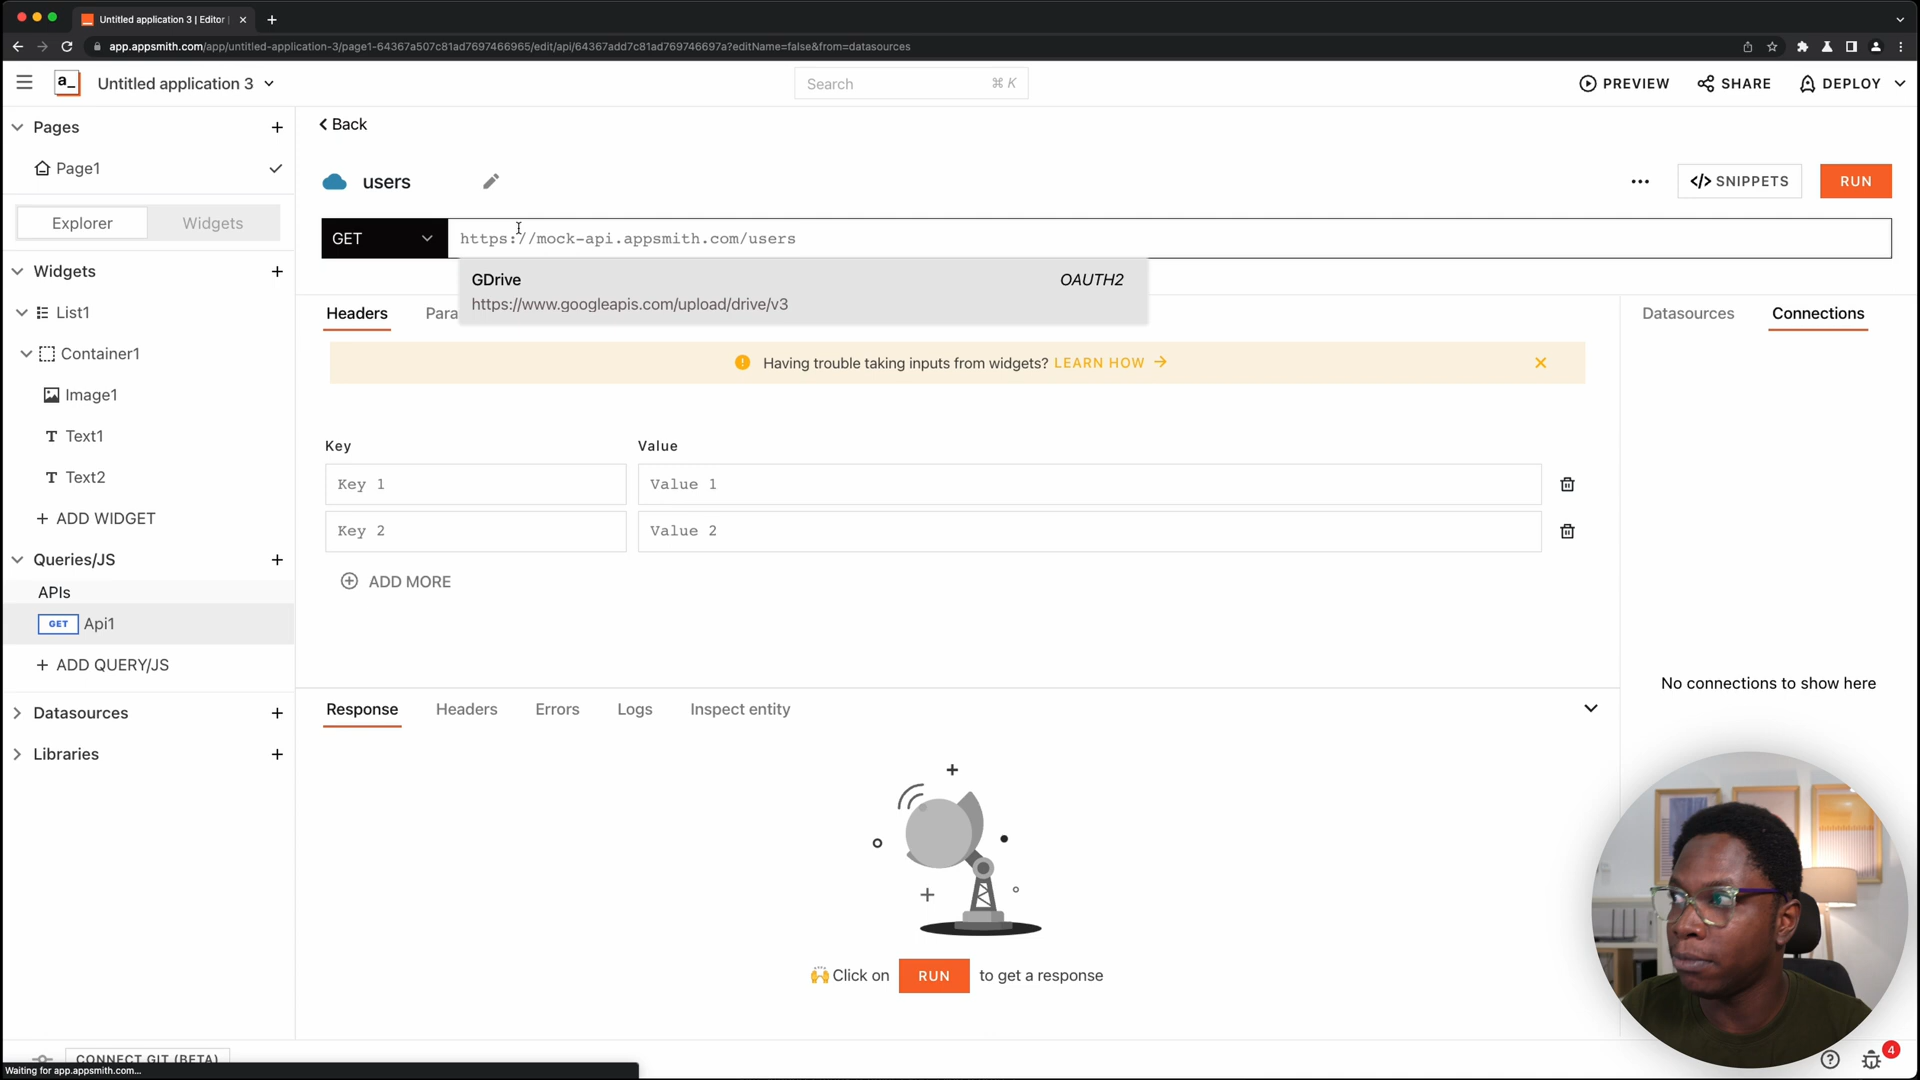 Untitled application 3 | Editor |
app.appsmith.com/app/untitled-application-3/page1-64367a507c81ad7697466965/edit/api/64367add7c81ad769746697a?editName=false&from=datasources
a_ Untitled application 3
Search ⌘ K
PREVIEW SHARE DEPLOY
Pages
Page1
Explorer Widgets
Widgets
List1
Container1
Image1
Text1
Text2
ADD WIDGET
Queries/JS
APIs
GET Api1
ADD QUERY/JS
Datasources
Libraries
Back
users
</> SNIPPETS RUN
GET https://mock-api.appsmith.com/users
GDrive OAUTH2
https://www.googleapis.com/upload/drive/v3
Headers Para
Having trouble taking inputs from widgets? LEARN HOW
Key Value
Key 1 Value 1
Key 2 Value 2
ADD MORE
Datasources Connections
No connections to show here
Response Headers Errors Logs Inspect entity
🙌 Click on RUN to get a response
CONNECT GIT (BETA)
Waiting for app.appsmith.com...
4